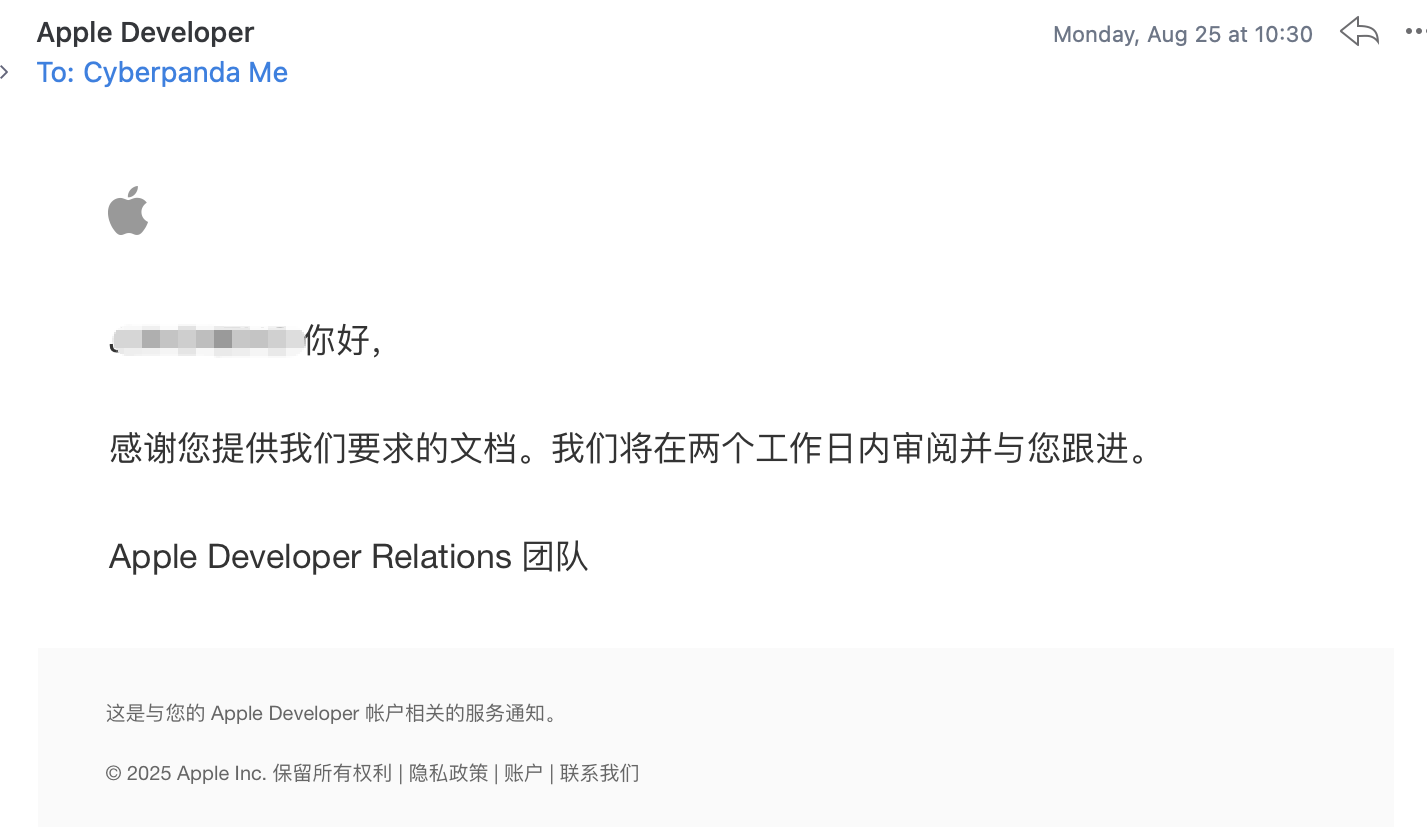 Apple Developer
Monday, Aug 25 at 10:30
To: Cyberpanda Me
你好,
感谢您提供我们要求的文档。我们将在两个工作日内审阅并与您跟进。
Apple Developer Relations 团队
这是与您的 Apple Developer 帐户相关的服务通知。
© 2025 Apple Inc. 保留所有权利 | 隐私政策 | 账户 | 联系我们